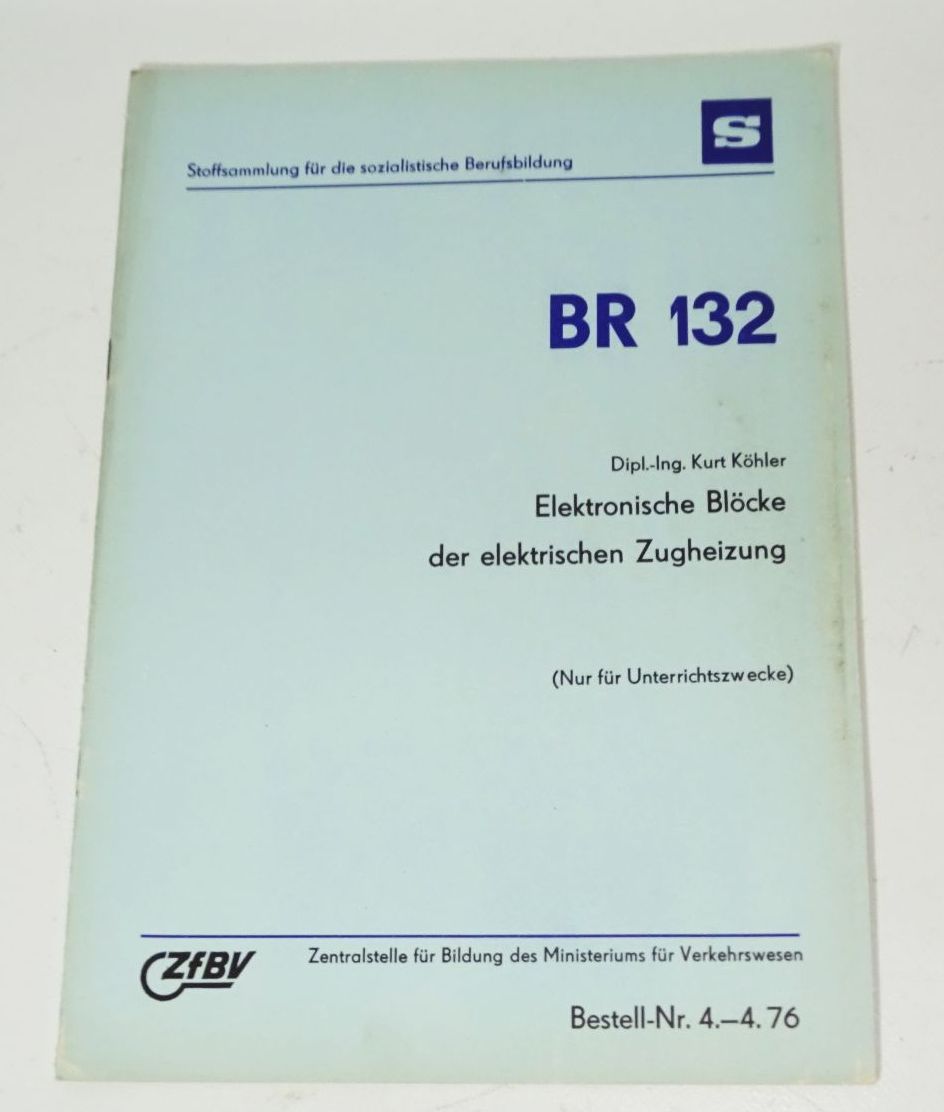 S
Stoffsammlung für die sozialistische Berufsbildung
BR 132
Dipl.-Ing. Kurt Köhler
Elektronische Blöcke
der elektrischen Zugheizung
(Nur für Unterrichtszwecke)
ZfBV
Zentralstelle für Bildung des Ministeriums für Verkehrswesen
Bestell-Nr. 4.–4.76